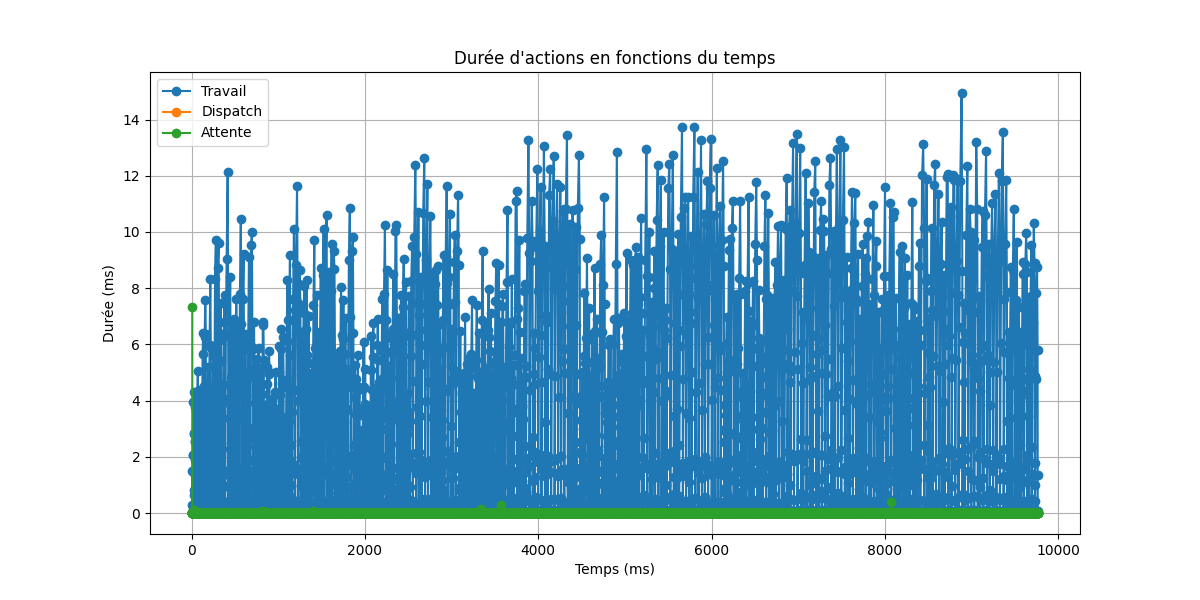 Durée d'actions en fonctions du temps
Travail
Dispatch
Attente
Durée (ms)
14
12
10
8
6
4
2
0
0 2000 4000 6000 8000 10000
Temps (ms)